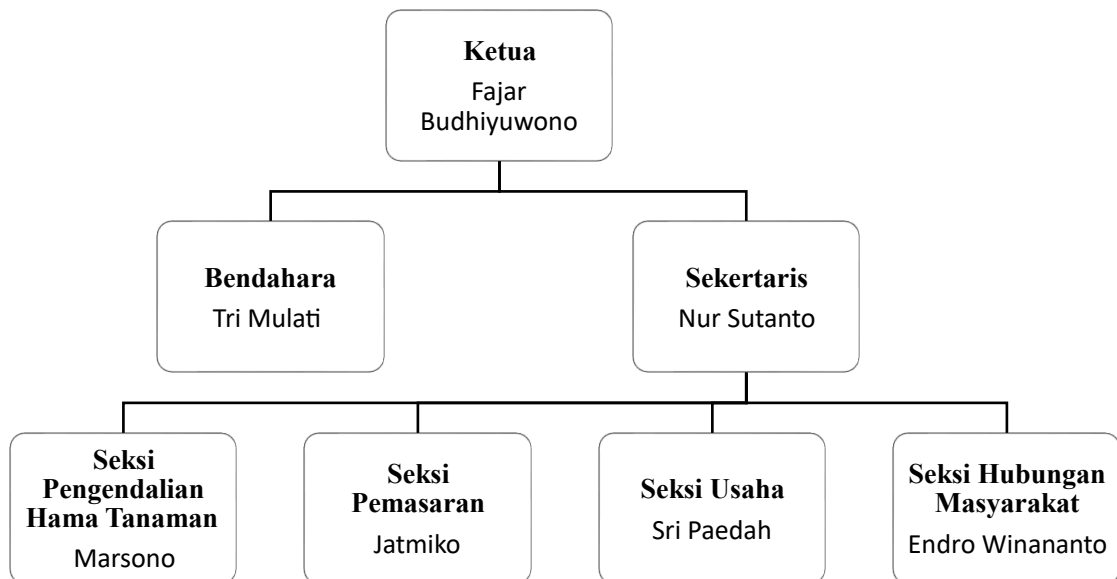 Ketua
Fajar
Budhiyuwono
Bendahara
Tri Mulati
Sekertaris
Nur Sutanto
Seksi
Pengendalian
Hama Tanaman
Marsono
Seksi
Pemasaran
Jatmiko
Seksi Usaha
Sri Paedah
Seksi Hubungan
Masyarakat
Endro Winananto